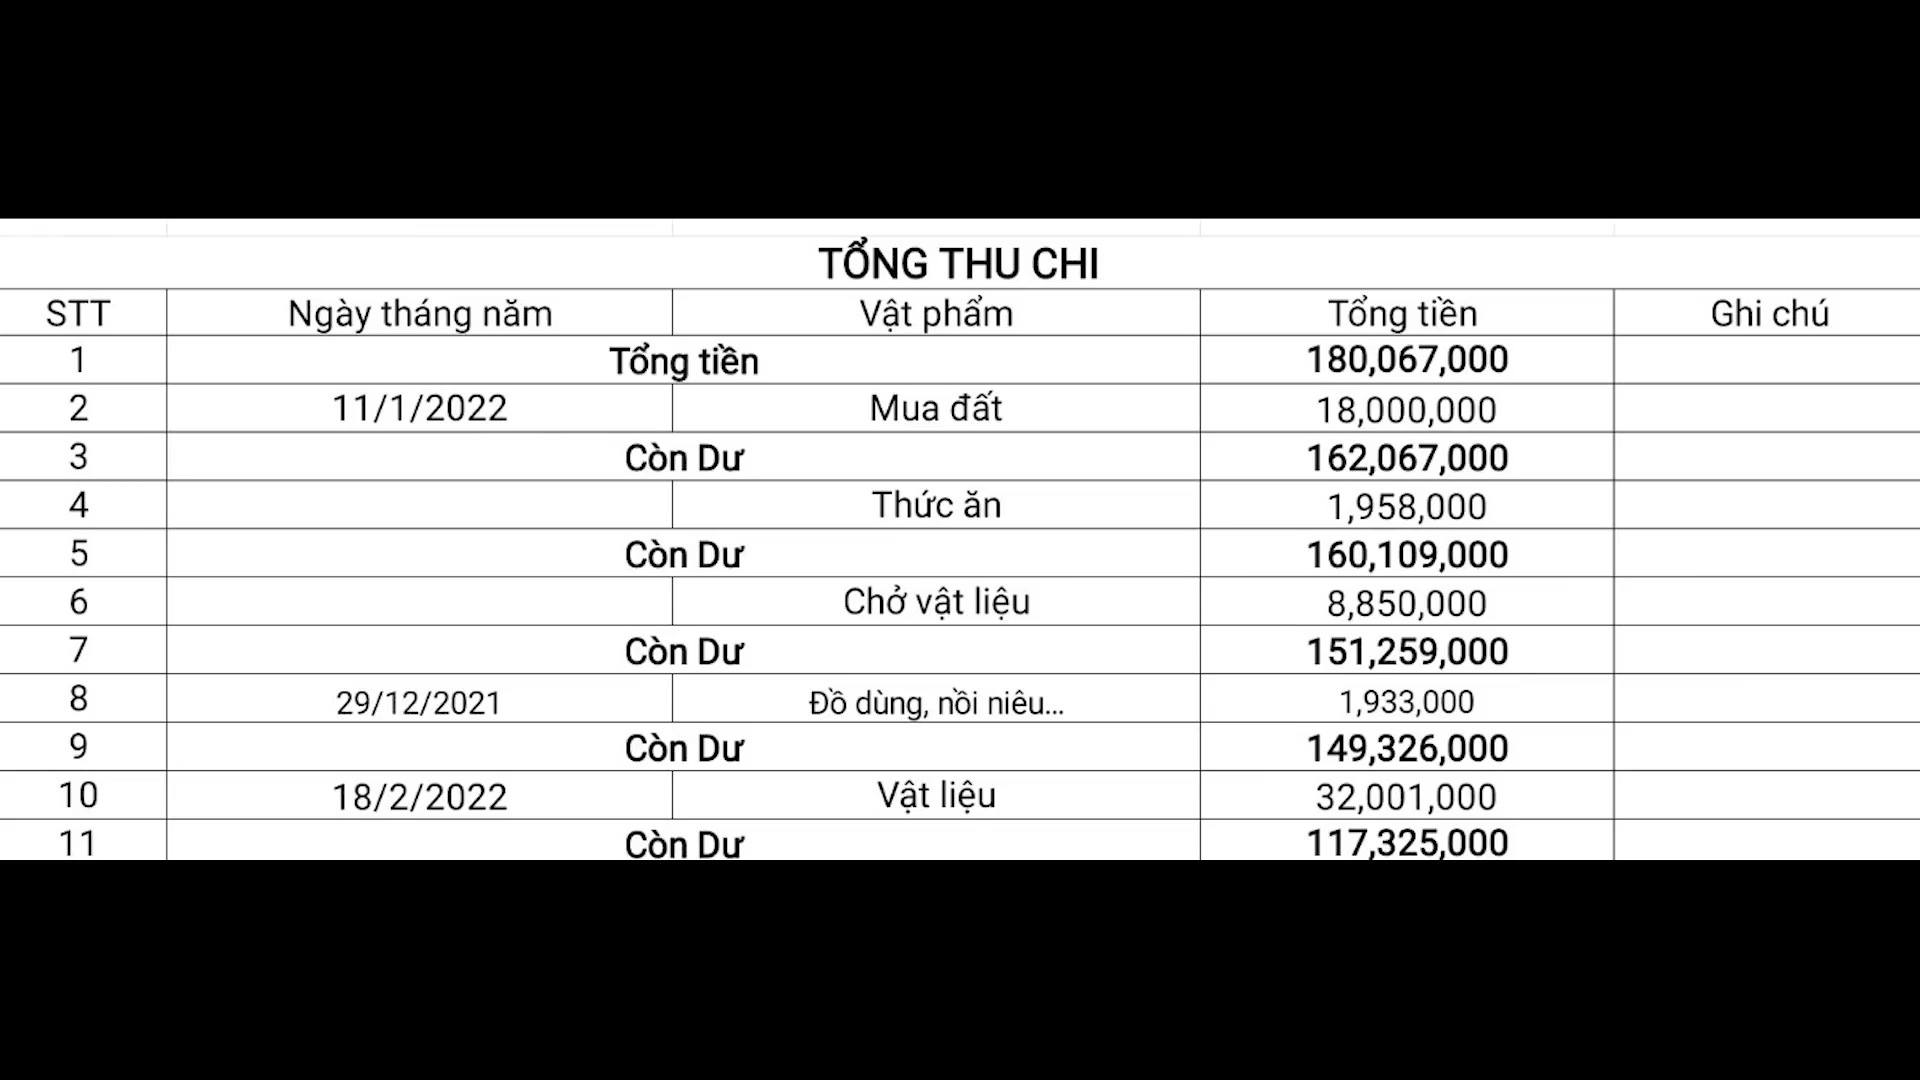 TỔNG THU CHI
STT Ngày tháng năm Vật phẩm Tổng tiền Ghi chú
1 Tổng tiền 180,067,000
2 11/1/2022 Mua đất 18,000,000
3 Còn Dư 162,067,000
4 Thức ăn 1,958,000
5 Còn Dư 160,109,000
6 Chở vật liệu 8,850,000
7 Còn Dư 151,259,000
8 29/12/2021 Đồ dùng, nồi niêu... 1,933,000
9 Còn Dư 149,326,000
10 18/2/2022 Vật liệu 32,001,000
11 Còn Dư 117,325,000